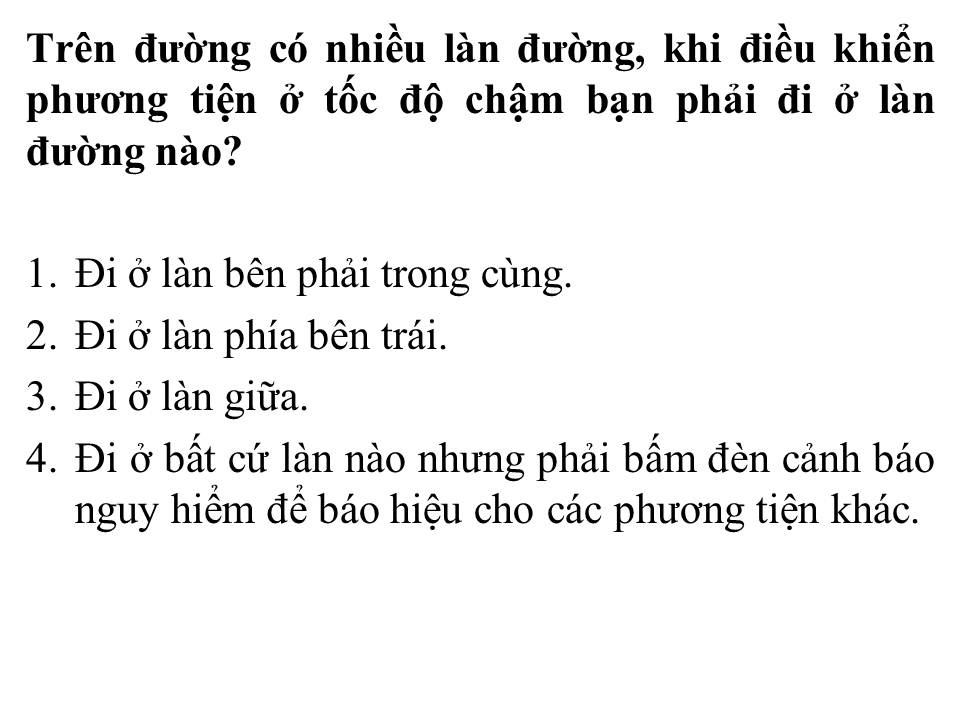 Trên đường có nhiều làn đường, khi điều khiển
phương tiện ở tốc độ chậm bạn phải đi ở làn
đường nào?
1. Đi ở làn bên phải trong cùng.
2. Đi ở làn phía bên trái.
3. Đi ở làn giữa.
4. Đi ở bất cứ làn nào nhưng phải bấm đèn cảnh báo
nguy hiểm để báo hiệu cho các phương tiện khác.